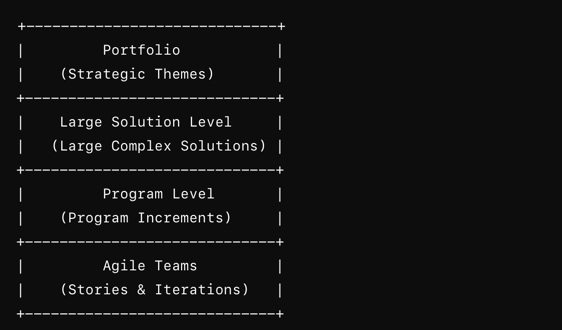 +------------------------------+
| Portfolio |
| (Strategic Themes) |
+------------------------------+
| Large Solution Level |
| (Large Complex Solutions) |
+------------------------------+
| Program Level |
| (Program Increments) |
+------------------------------+
| Agile Teams |
| (Stories & Iterations) |
+------------------------------+